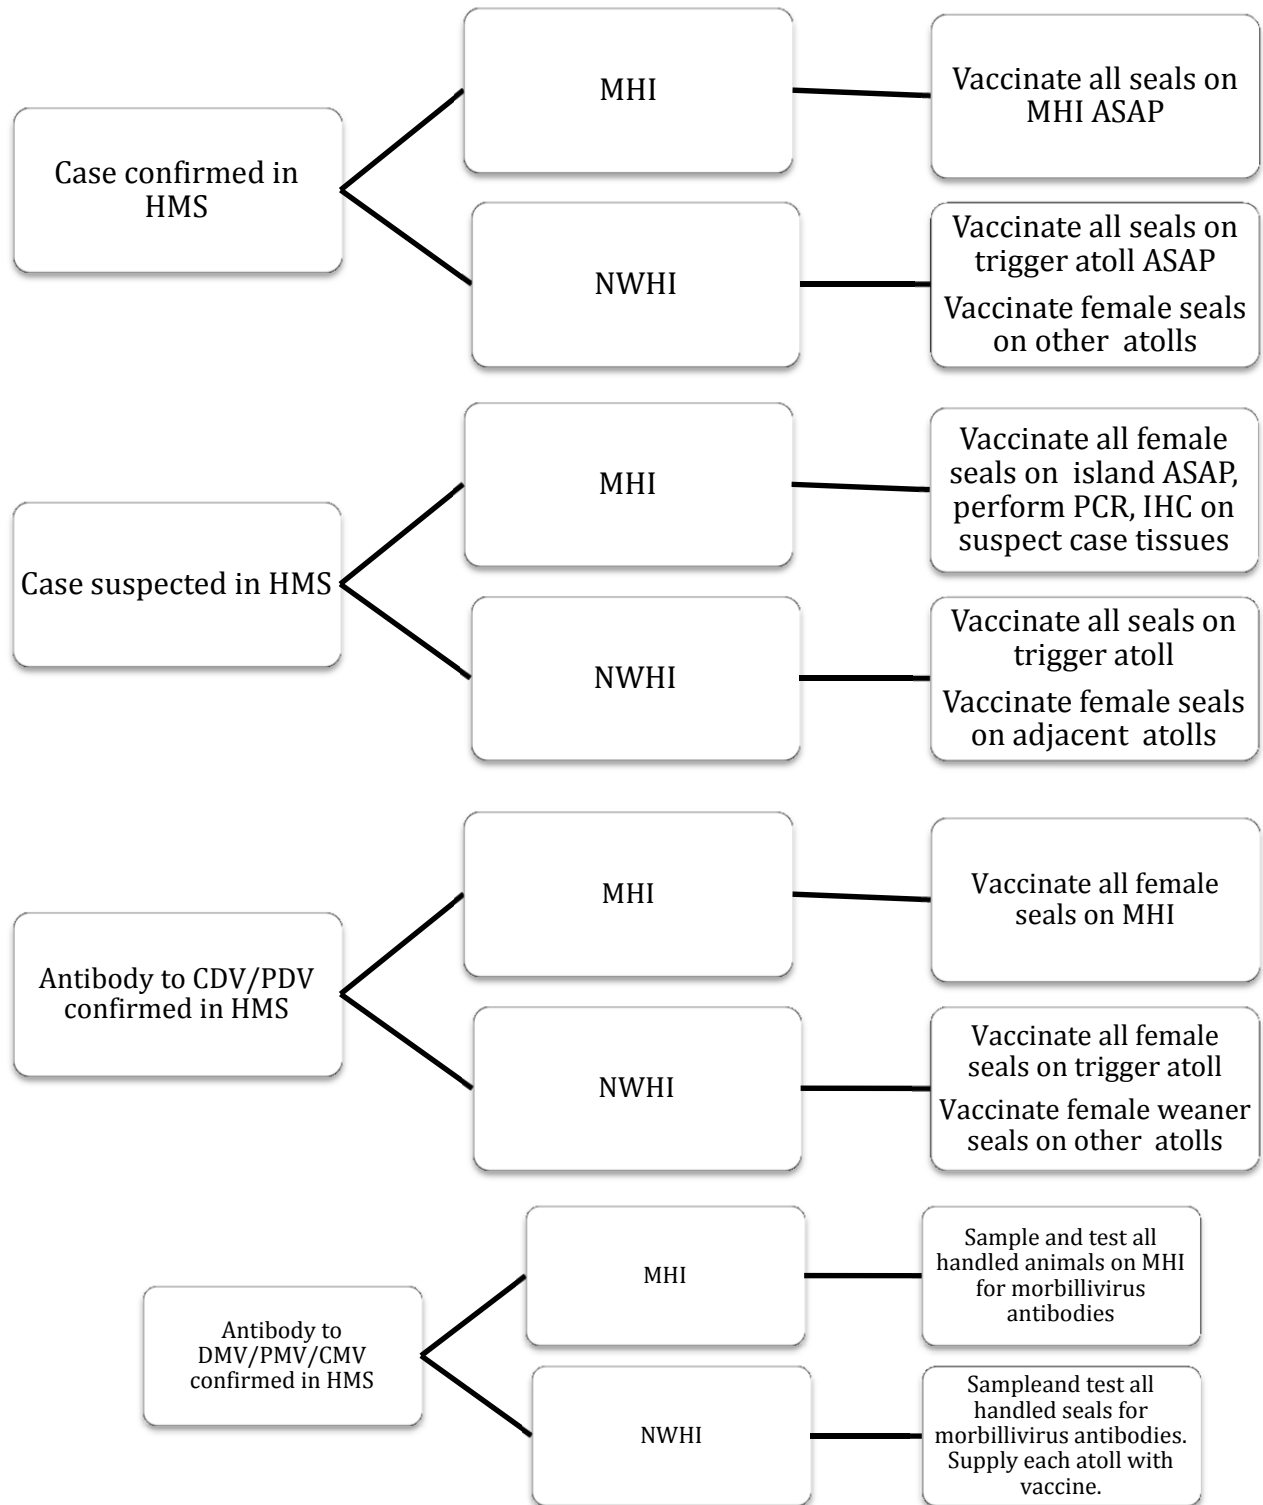 Case confirmed in
HMS
MHI
Vaccinate all seals on
MHI ASAP
NWHI
Vaccinate all seals on
trigger atoll ASAP
Vaccinate female seals
on other atolls
Case suspected in HMS
MHI
Vaccinate all female
seals on island ASAP,
perform PCR, IHC on
suspect case tissues
NWHI
Vaccinate all seals on
trigger atoll
Vaccinate female seals
on adjacent atolls
Antibody to CDV/PDV
confirmed in HMS
MHI
Vaccinate all female
seals on MHI
NWHI
Vaccinate all female
seals on trigger atoll
Vaccinate female weaner
seals on other atolls
Antibody to
DMV/PMV/CMV
confirmed in HMS
MHI
Sample and test all
handled animals on MHI
for morbillivirus
antibodies
NWHI
Sampleand test all
handled seals for
morbillivirus antibodies.
Supply each atoll with
vaccine.